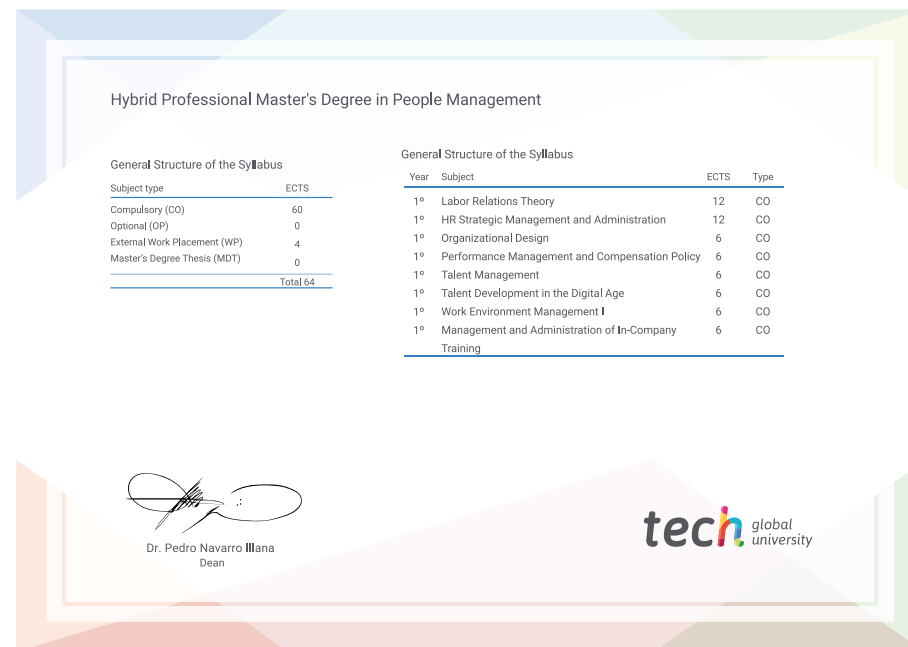 Hybrid Professional Master's Degree in People Management
General Structure of the Syllabus
Subject type ECTS
Compulsory (CO) 60
Optional (OP) 0
External Work Placement (WP) 4
Master's Degree Thesis (MDT) 0
Total 64
General Structure of the Syllabus
Year Subject ECTS Type
1º Labor Relations Theory 12 CO
1º HR Strategic Management and Administration 12 CO
1º Organizational Design 6 CO
1º Performance Management and Compensation Policy 6 CO
1º Talent Management 6 CO
1º Talent Development in the Digital Age 6 CO
1º Work Environment Management I 6 CO
1º Management and Administration of In-Company 6 CO
Training
Dr. Pedro Navarro Illana
Dean
tech global
university